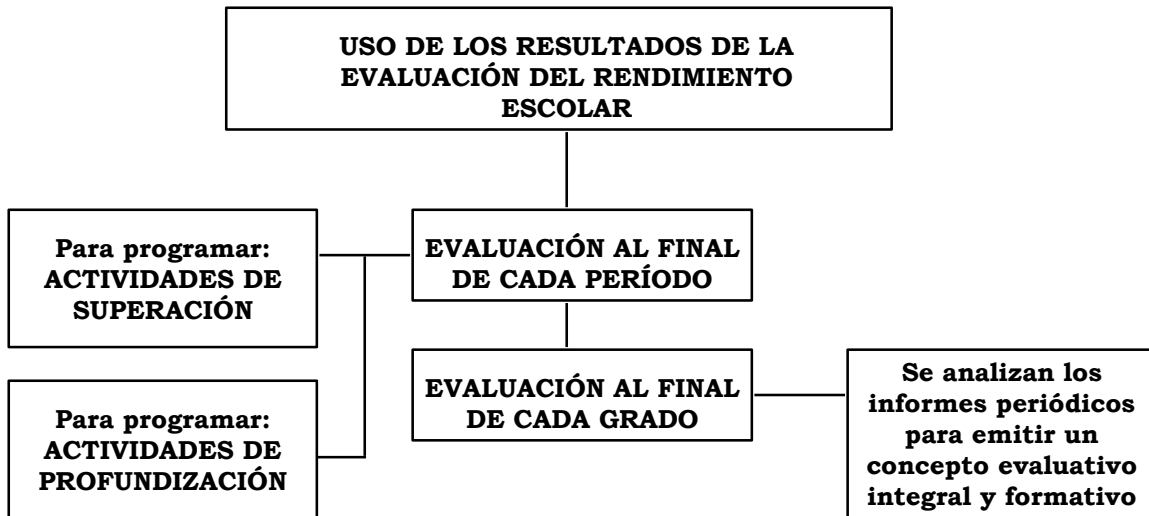 USO DE LOS RESULTADOS DE LA
EVALUACIÓN DEL RENDIMIENTO
ESCOLAR
Para programar:
ACTIVIDADES DE
SUPERACIÓN
EVALUACIÓN AL FINAL
DE CADA PERÍODO
Para programar:
ACTIVIDADES DE
PROFUNDIZACIÓN
EVALUACIÓN AL FINAL
DE CADA GRADO
Se analizan los
informes periódicos
para emitir un
concepto evaluativo
integral y formativo